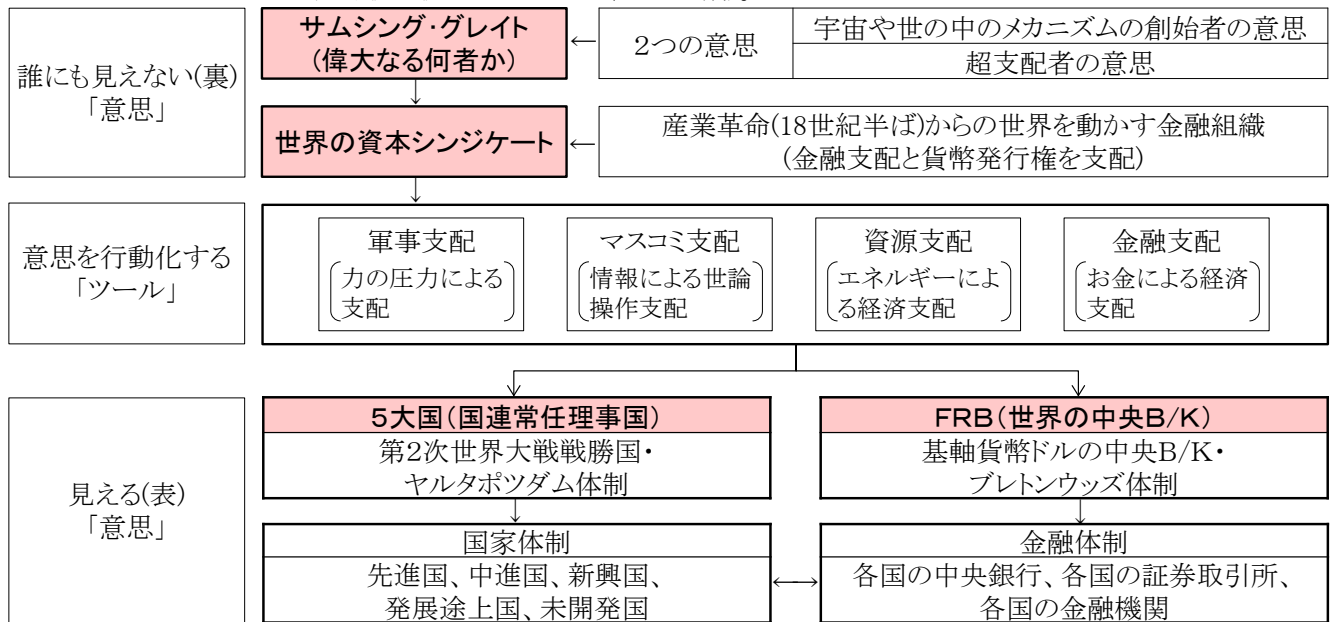 サムシング・グレイト
(偉大なる何者か)
←
2つの意思
宇宙や世の中のメカニズムの創始者の意思
超支配者の意思
誰にも見えない(裏)
「意思」
↓
世界の資本シンジケート
←
産業革命(18世紀半ば)からの世界を動かす金融組織
(金融支配と貨幣発行権を支配)
↓
意思を行動化する
「ツール」
軍事支配
力の圧力による
支配
マスコミ支配
情報による世論
操作支配
資源支配
エネルギーによ
る経済支配
金融支配
お金による経済
支配
見える(表)
「意思」
5大国(国連常任理事国)
第2次世界大戦戦勝国・
ヤルタポツダム体制
↓
国家体制
先進国、中進国、新興国、
発展途上国、未開発国
FRB(世界の中央B/K)
基軸貨幣ドルの中央B/K・
ブレトンウッズ体制
↓
金融体制
各国の中央銀行、各国の証券取引所、
各国の金融機関